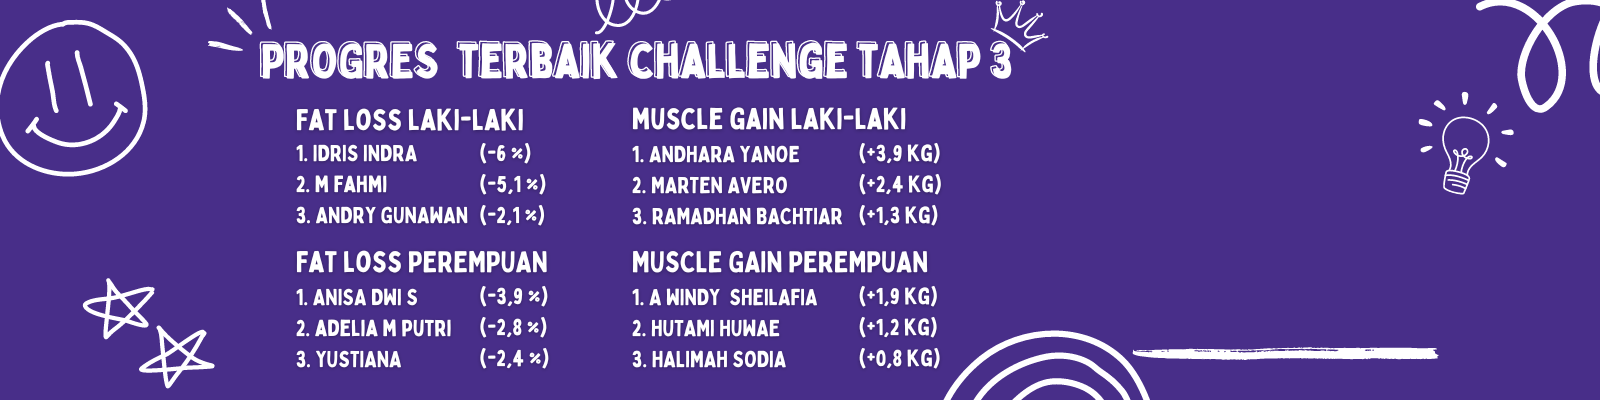 PROGRES TERBAIK CHALLENGE TAHAP 3
FAT LOSS LAKI-LAKI
1. IDRIS INDRA (-6 %)
2. M FAHMI (-5,1 %)
3. ANDRY GUNAWAN (-2,1 %)
MUSCLE GAIN LAKI-LAKI
1. ANDHARA YANOE (+3,9 KG)
2. MARTEN AVERO (+2,4 KG)
3. RAMADHAN BACHTIAR (+1,3 KG)
FAT LOSS PEREMPUAN
1. ANISA DWI S (-3,9 %)
2. ADELIA M PUTRI (-2,8 %)
3. YUSTIANA (-2,4 %)
MUSCLE GAIN PEREMPUAN
1. A WINDY SHEILAFIA (+1,9 KG)
2. HUTAMI HUWAE (+1,2 KG)
3. HALIMAH SODIA (+0,8 KG)